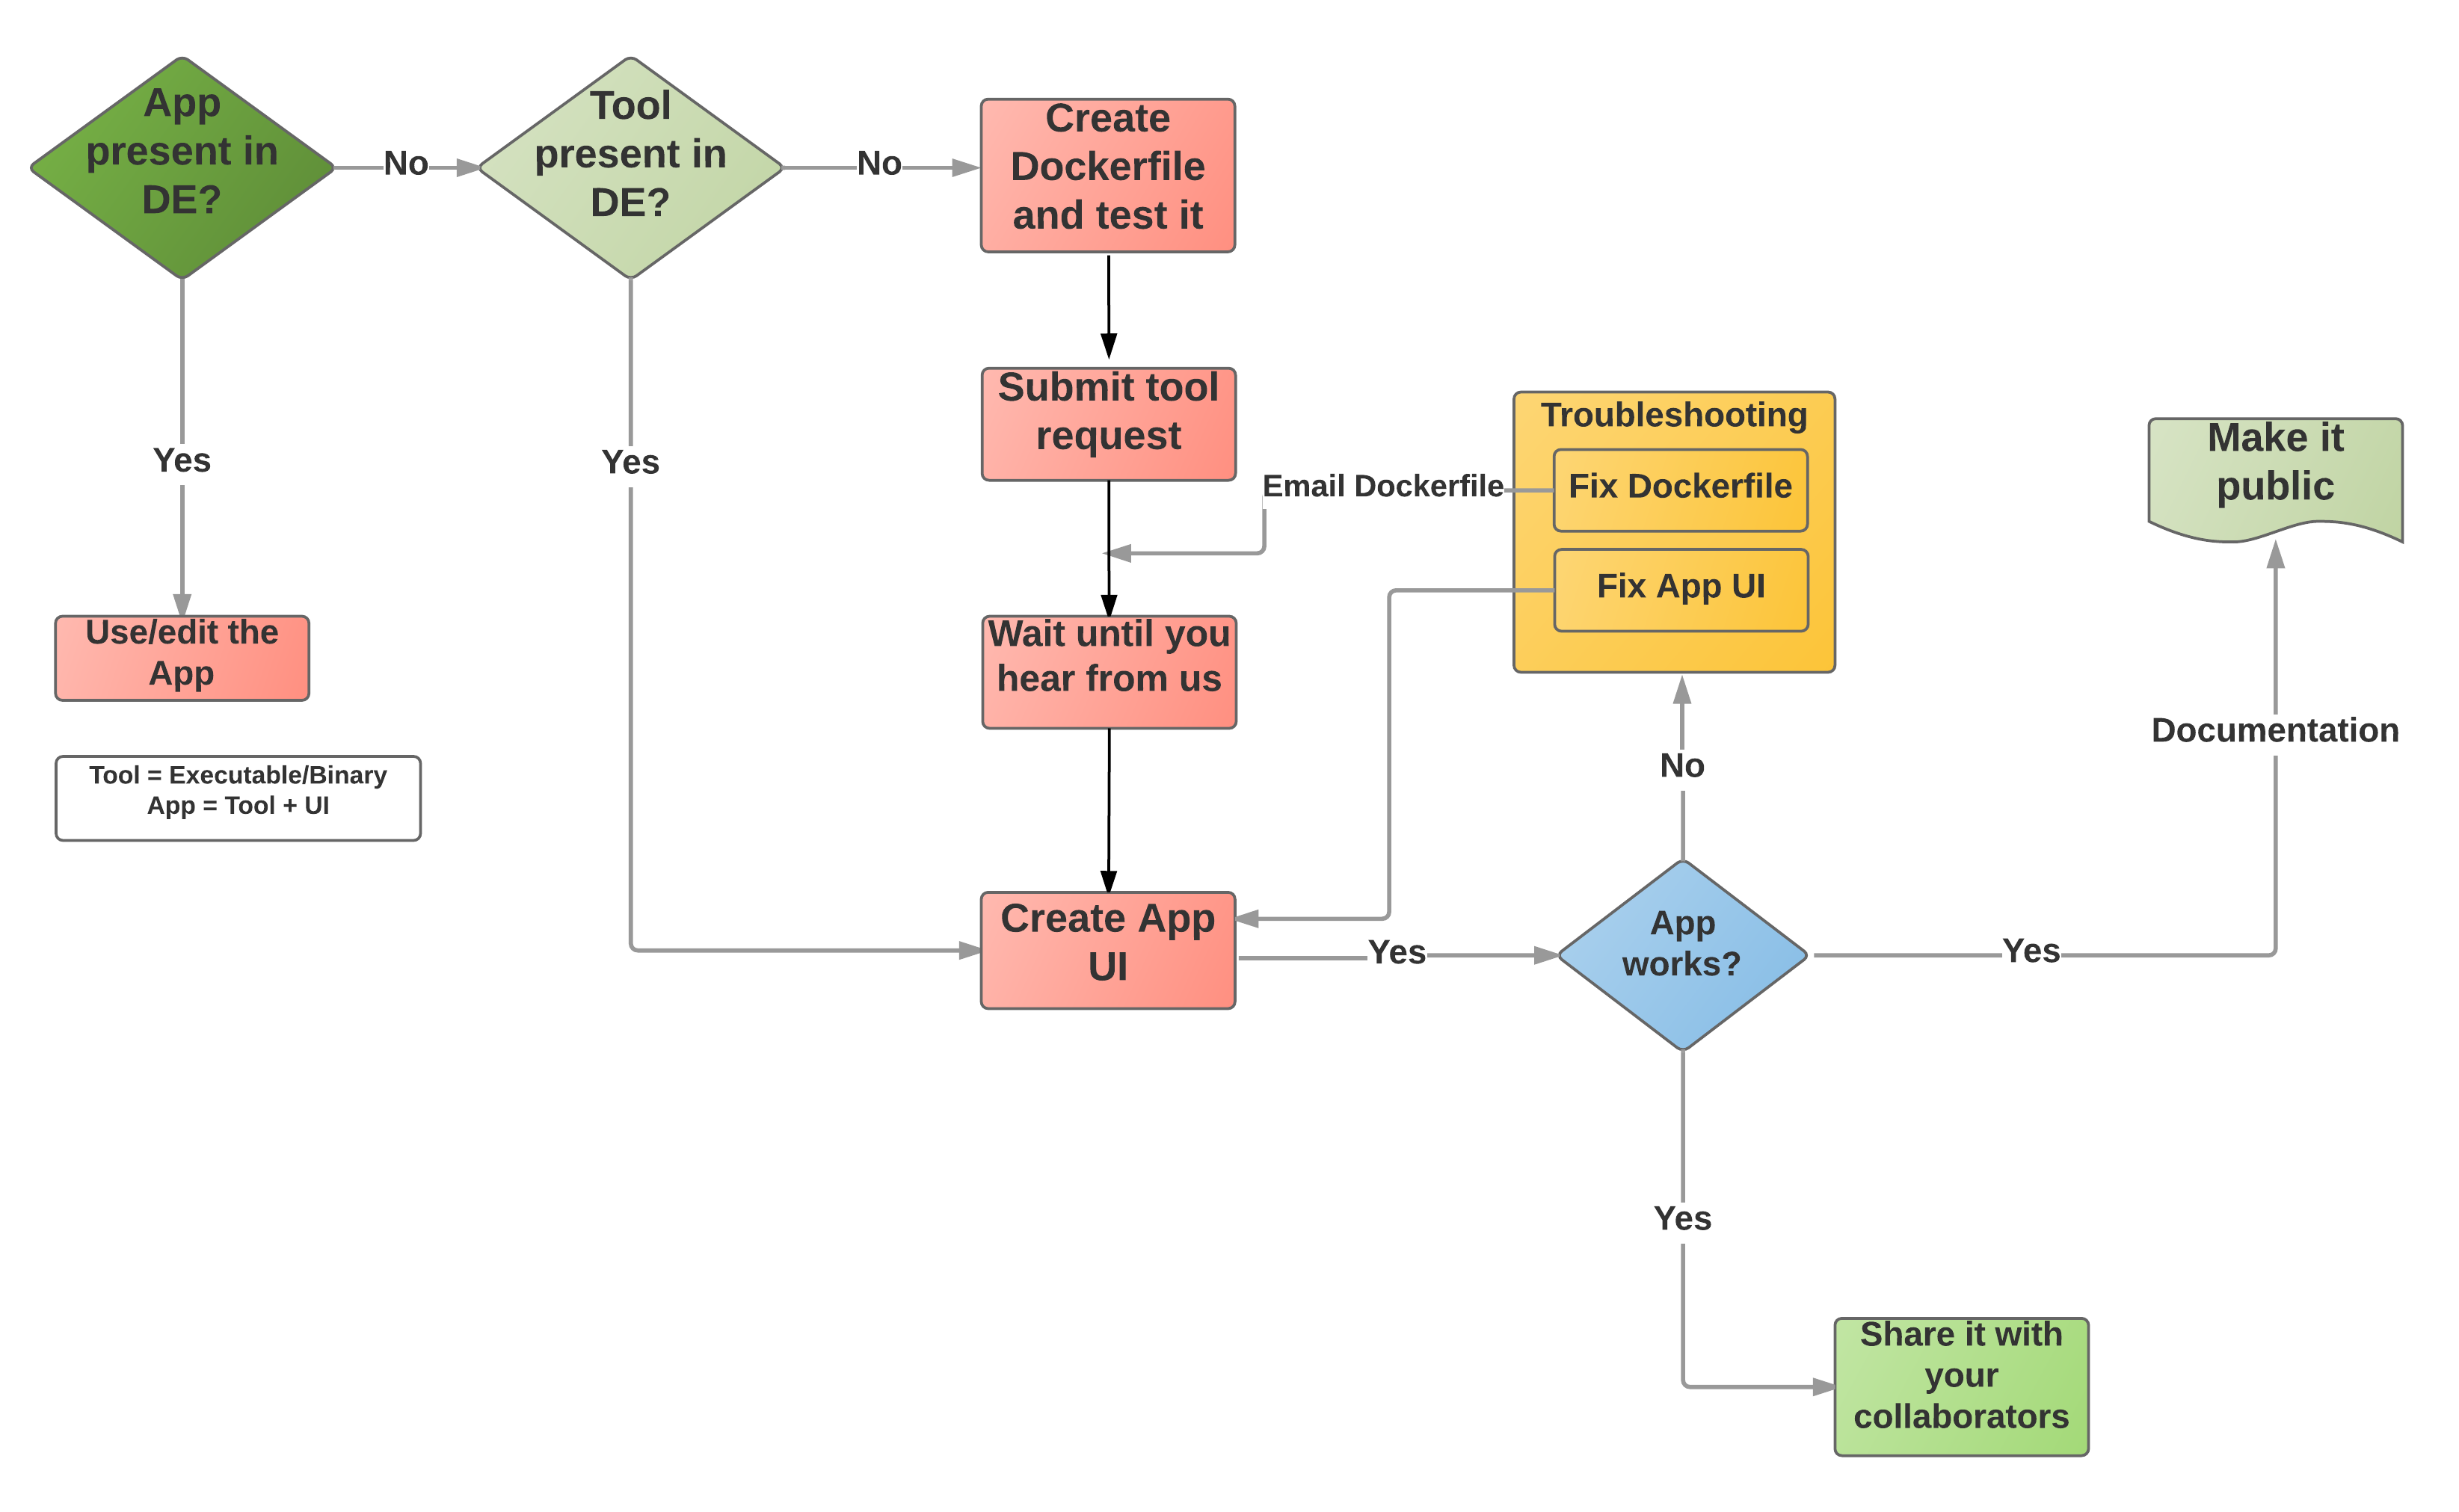 App
present in
DE?
No
Tool
present in
DE?
No
Create
Dockerfile
and test it
Yes
Use/edit the
App
Tool = Executable/Binary
App = Tool + UI
Yes
Submit tool
request
Wait until you
hear from us
Create App
UI
Email Dockerfile
Troubleshooting
Fix Dockerfile
Fix App UI
No
Yes
App
works?
Yes
Documentation
Make it
public
Yes
Share it with
your
collaborators